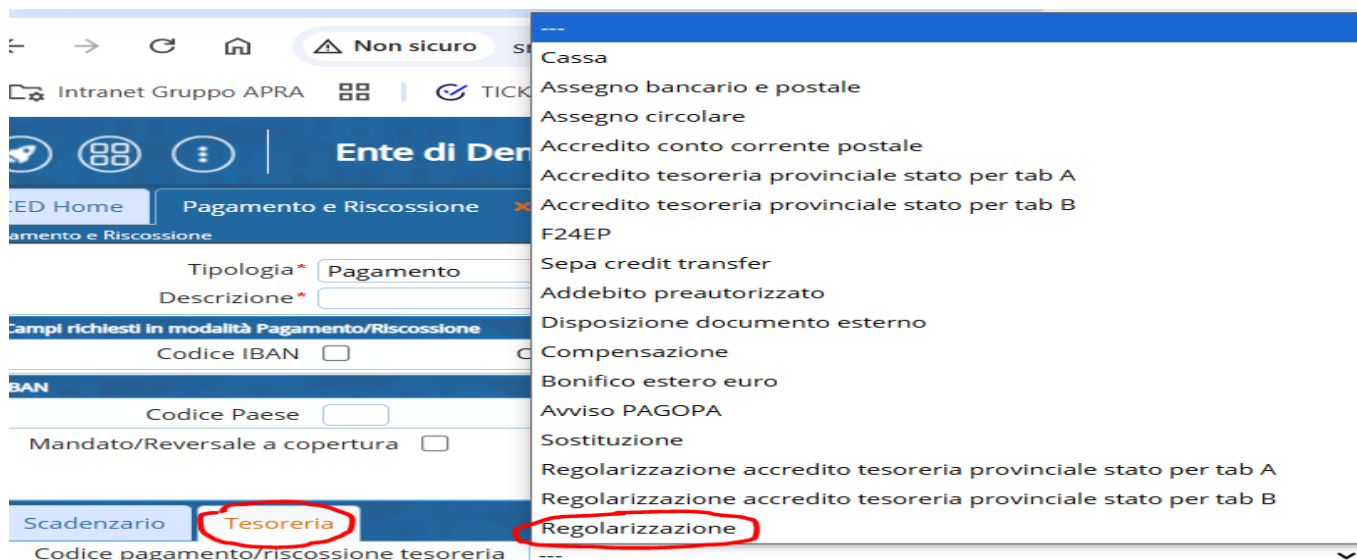 ---
Non sicuro
Cassa
Intranet Gruppo APRA
TICK
Assegno bancario e postale
Assegno circolare
Ente di Den
Accredito conto corrente postale
Accredito tesoreria provinciale stato per tab A
CED Home
Pagamento e Riscossione
Accredito tesoreria provinciale stato per tab B
amento e Riscossione
F24EP
Tipologia*
Pagamento
Sepa credit transfer
Descrizione*
Addebito preautorizzato
Campi richiesti in modalità Pagamento/Riscossione
Disposizione documento esterno
Codice IBAN
C
Compensazione
BAN
Bonifico estero euro
Codice Paese
Avviso PAGOPA
Mandato/Reversale a copertura
Sostituzione
Regolarizzazione accredito tesoreria provinciale stato per tab A
Regolarizzazione accredito tesoreria provinciale stato per tab B
Scadenzario
Tesoreria
Regolarizzazione
Codice pagamento/riscossione tesoreria
---